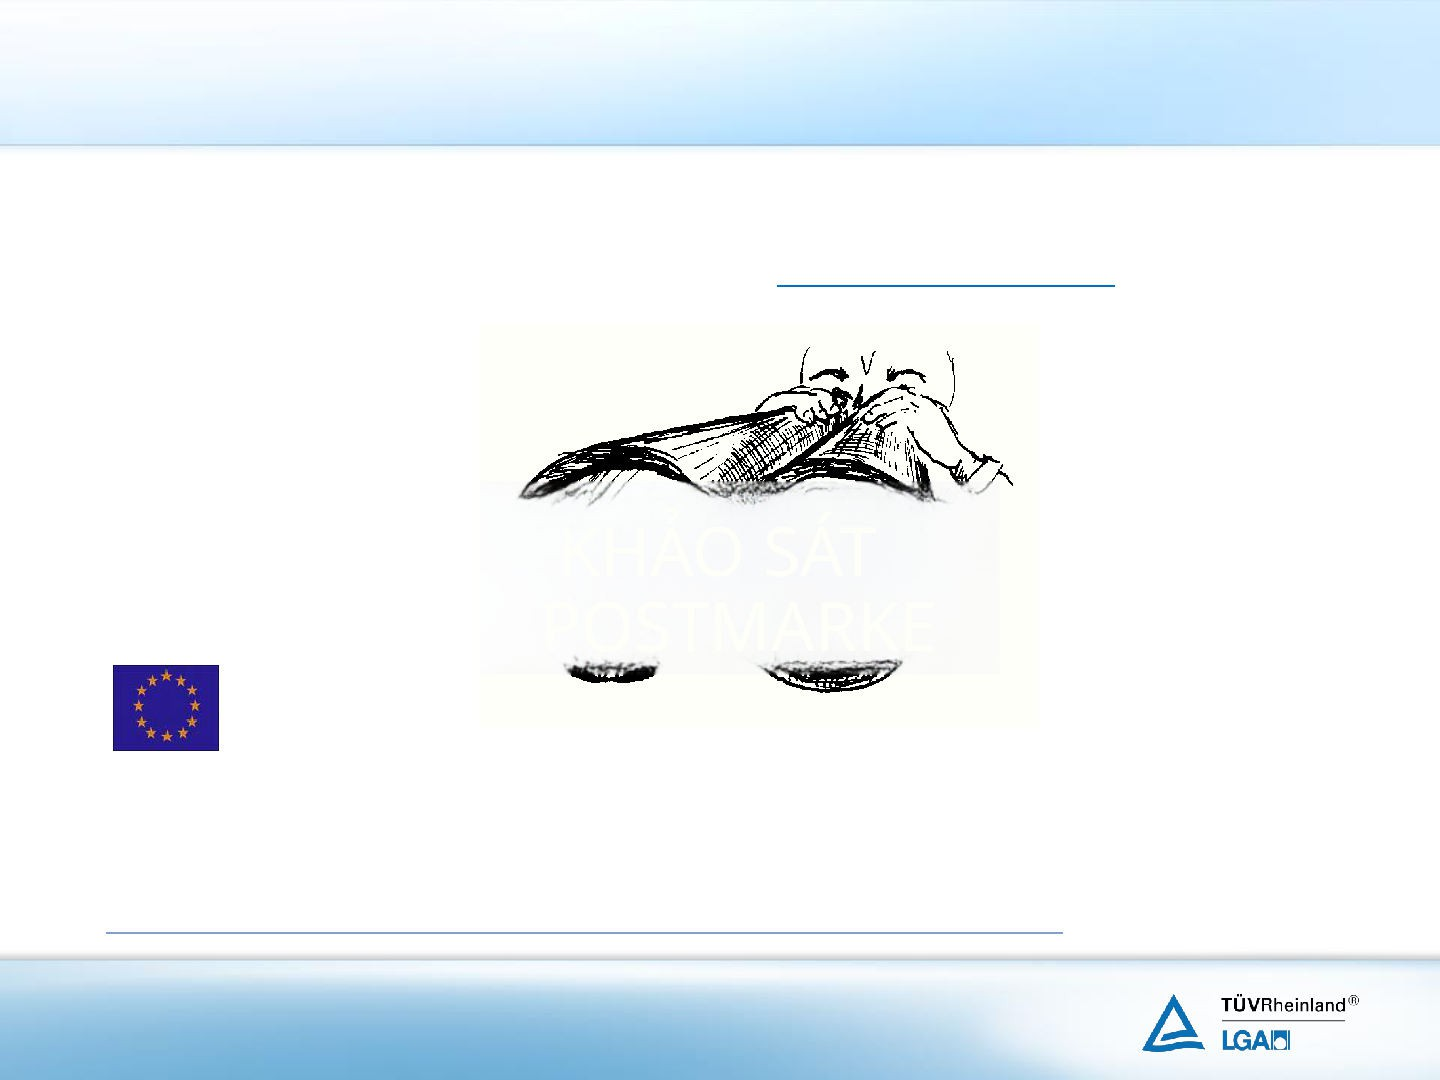 KHẢO SÁT
POSTMARKE
TÜVRheinland®
LGA